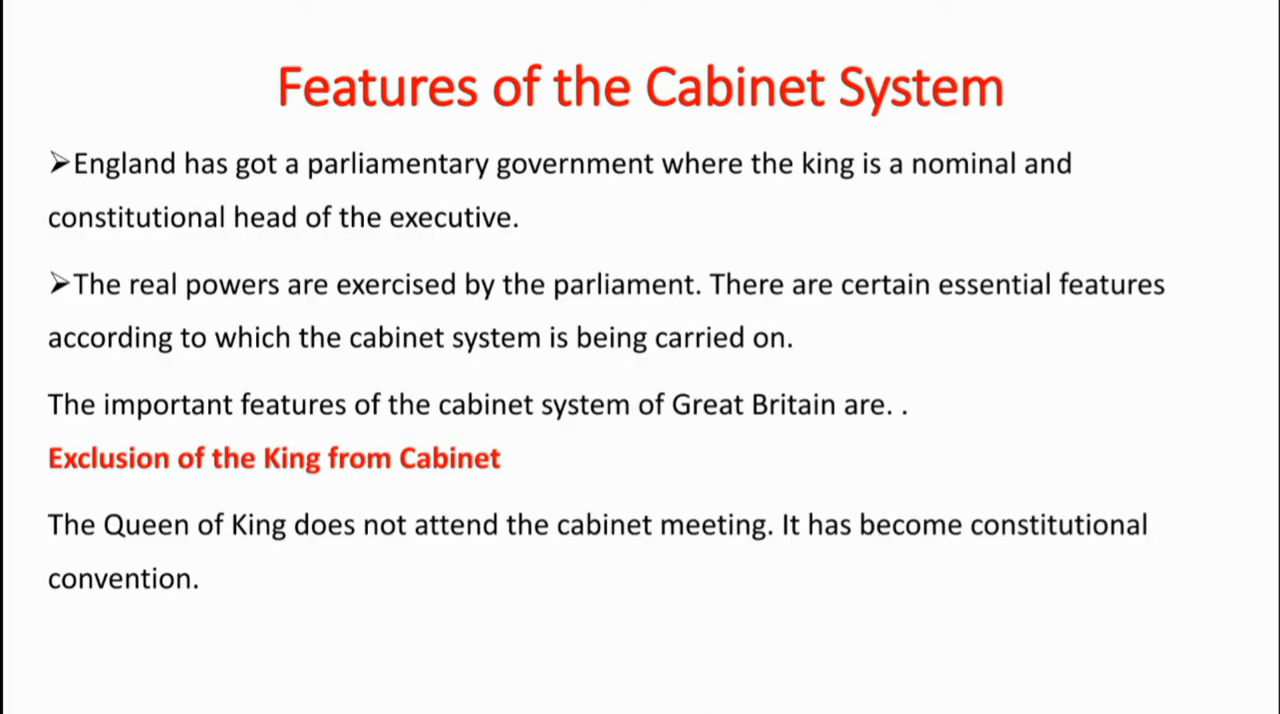 Features of the Cabinet System
➢England has got a parliamentary government where the king is a nominal and
constitutional head of the executive.
➢The real powers are exercised by the parliament. There are certain essential features
according to which the cabinet system is being carried on.
The important features of the cabinet system of Great Britain are. .
Exclusion of the King from Cabinet
The Queen of King does not attend the cabinet meeting. It has become constitutional
convention.